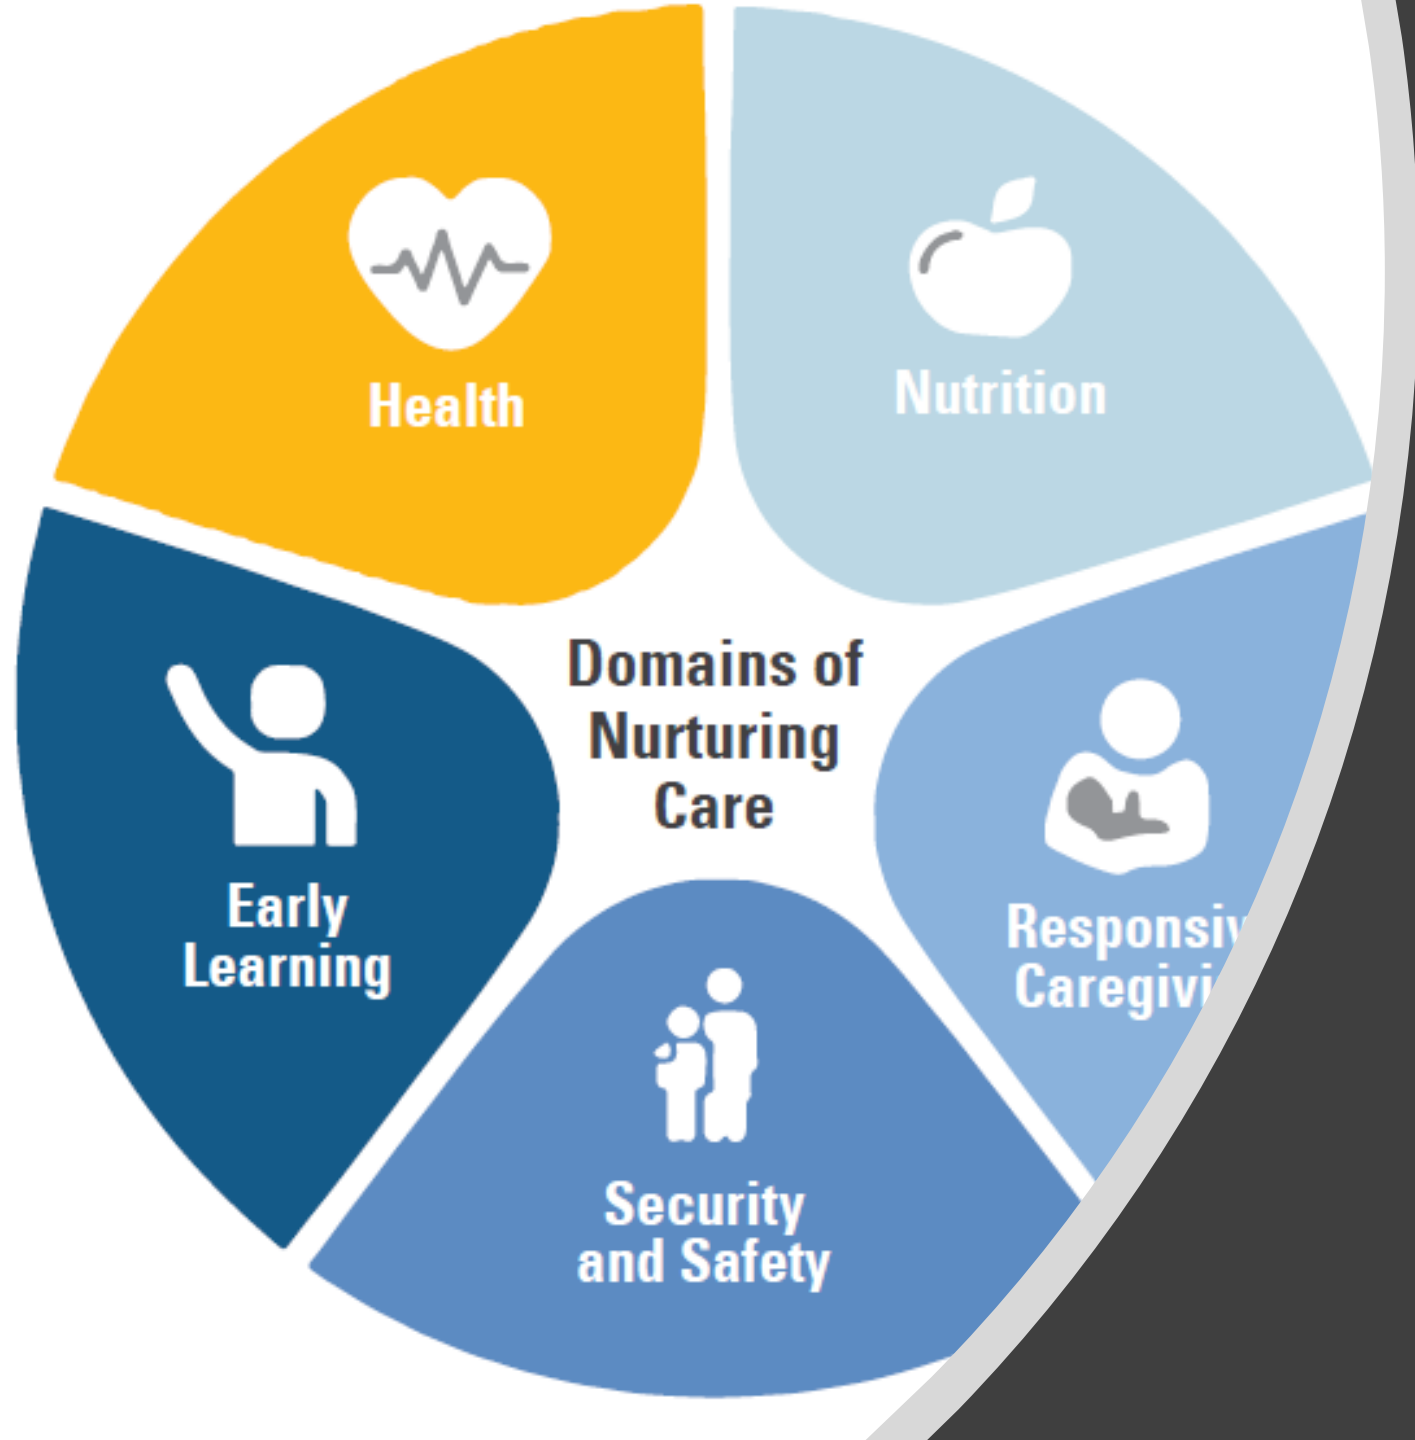 Health
Nutrition
Domains of
Nurturing
Care
Early
Learning
Security
and Safety